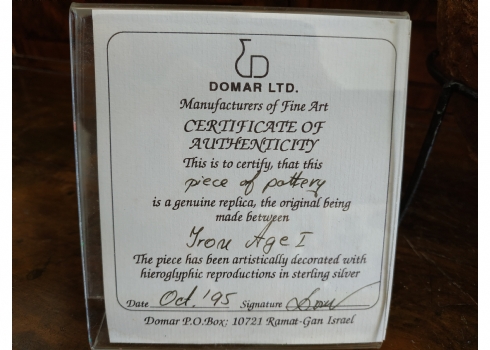 DOMAR LTD.
Manufacturers of Fine Art
CERTIFICATE OF
AUTHENTICITY
This is to certify, that this
piece of pottery
is a genuine replica, the original being
made between
Iron Age I
The piece has been artistically decorated with
hieroglyphic reproductions in sterling silver
Date Oct. '95 Signature
Domar P.O.Box; 10721 Ramat-Gan Israel